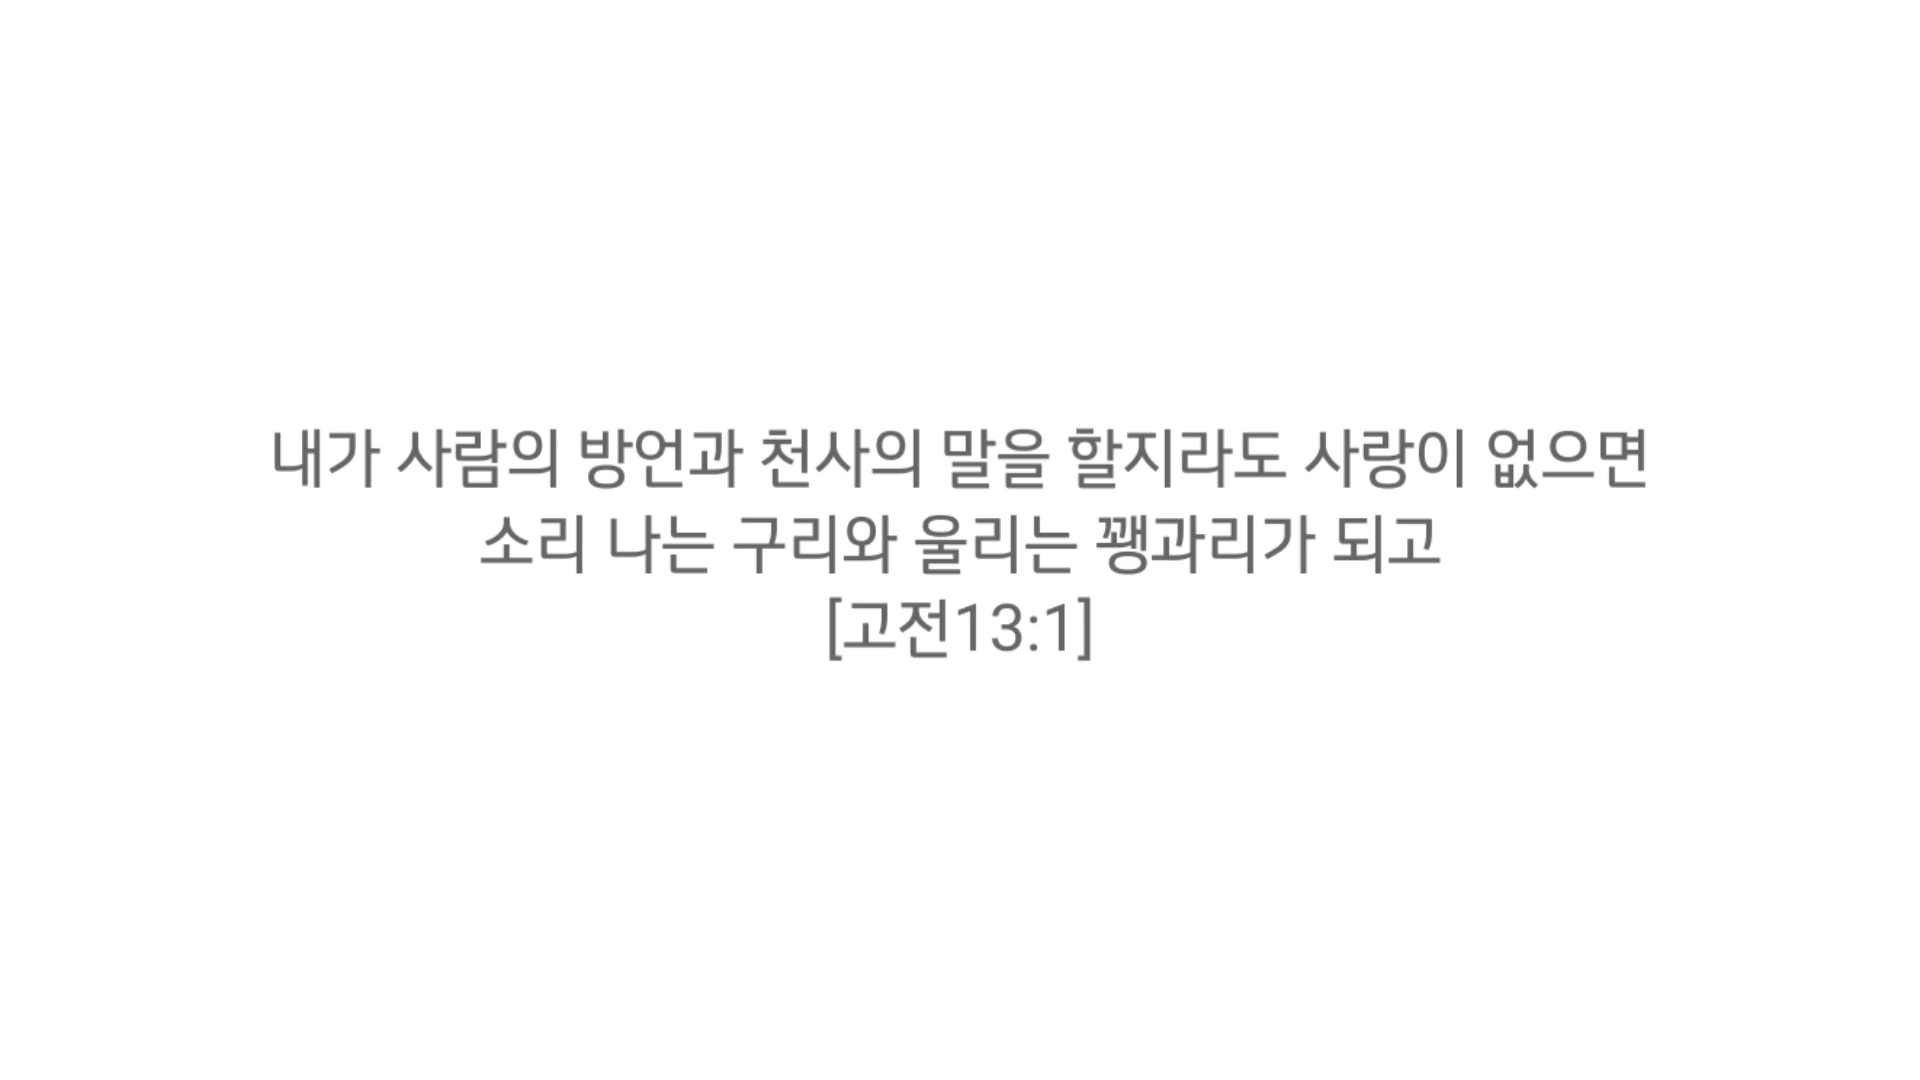 내가 사람의 방언과 천사의 말을 할지라도 사랑이 없으면
소리 나는 구리와 울리는 꽹과리가 되고
[고전13:1]